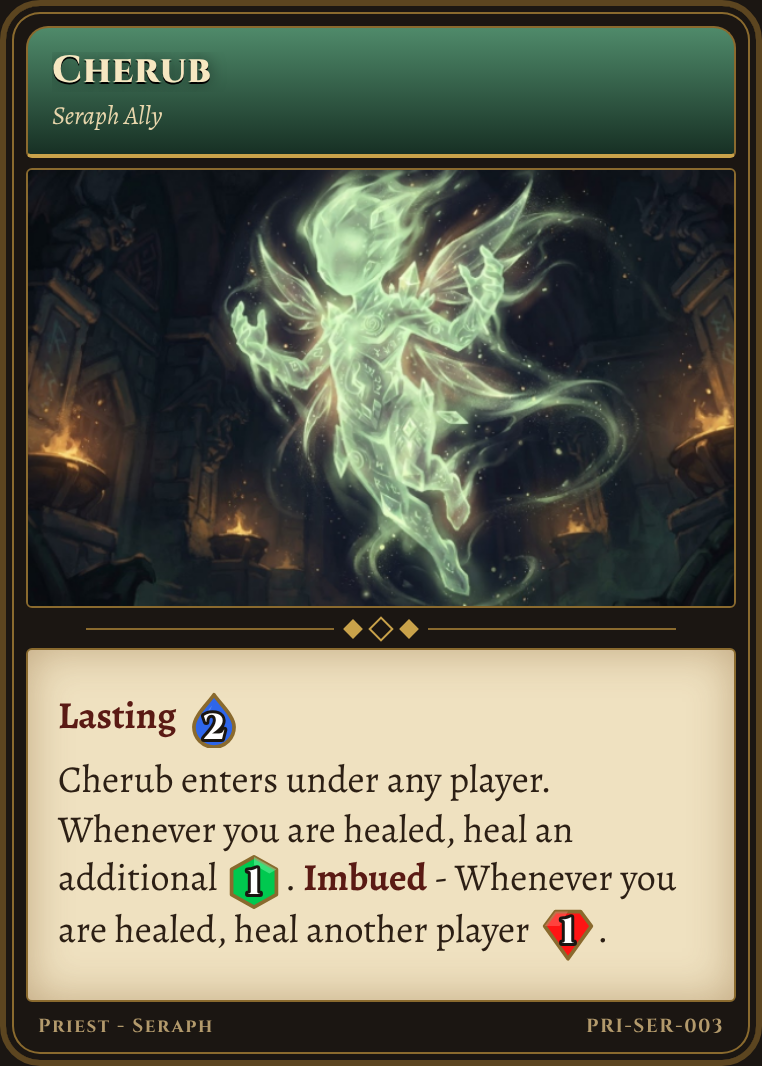 Cherub
Seraph Ally
Lasting 2
Cherub enters under any player.
Whenever you are healed, heal an
additional 1 . Imbued - Whenever you
are healed, heal another player 1 .
Priest - Seraph
PRI-SER-003